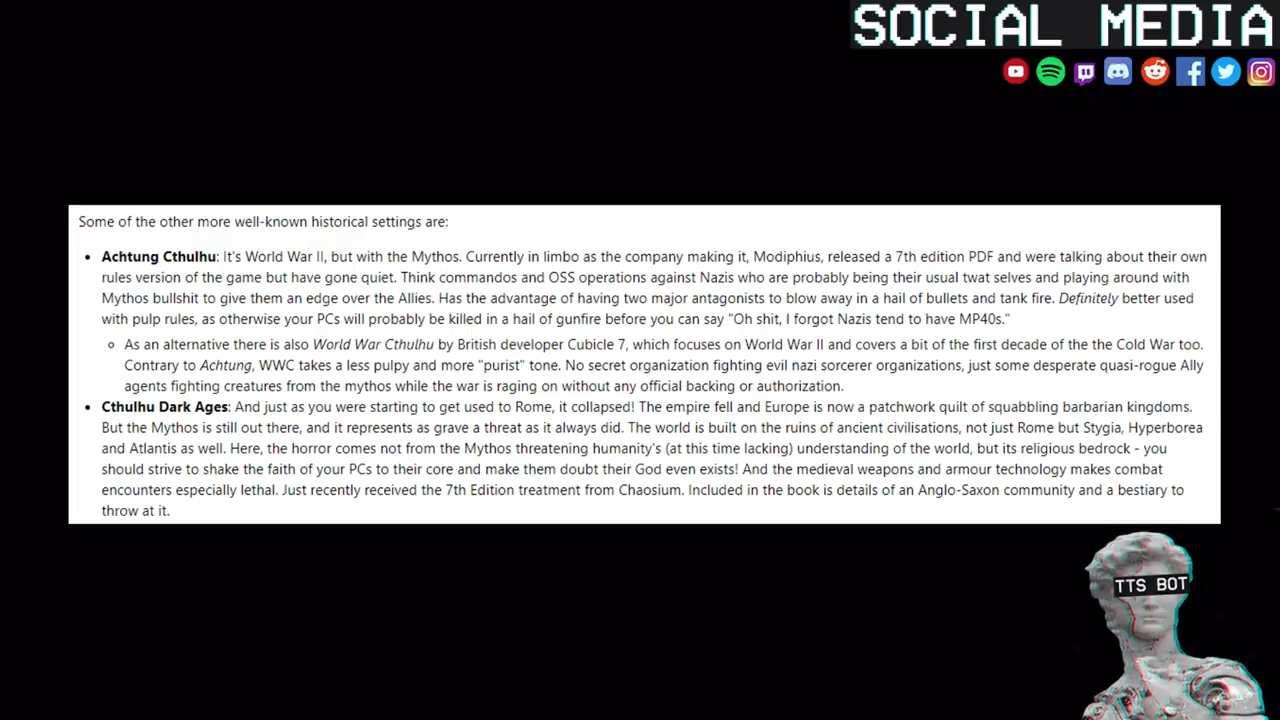 SOCIAL MEDIA
Some of the other more well-known historical settings are:
• Achtung Cthulhu: It's World War II, but with the Mythos. Currently in limbo as the company making it, Modiphius, released a 7th edition PDF and were talking about their own
rules version of the game but have gone quiet. Think commandos and OSS operations against Nazis who are probably being their usual twat selves and playing around with
Mythos bullshit to give them an edge over the Allies. Has the advantage of having two major antagonists to blow away in a hail of bullets and tank fire. Definitely better used
with pulp rules, as otherwise your PCs will probably be killed in a hail of gunfire before you can say "Oh shit, I forgot Nazis tend to have MP40s."
◦ As an alternative there is also World War Cthulhu by British developer Cubicle 7, which focuses on World War II and covers a bit of the first decade of the the Cold War too.
Contrary to Achtung, WWC takes a less pulpy and more "purist" tone. No secret organization fighting evil nazi sorcerer organizations, just some desperate quasi-rogue Ally
agents fighting creatures from the mythos while the war is raging on without any official backing or authorization.
• Cthulhu Dark Ages: And just as you were starting to get used to Rome, it collapsed! The empire fell and Europe is now a patchwork quilt of squabbling barbarian kingdoms.
But the Mythos is still out there, and it represents as grave a threat as it always did. The world is built on the ruins of ancient civilisations, not just Rome but Stygia, Hyperborea
and Atlantis as well. Here, the horror comes not from the Mythos threatening humanity's (at this time lacking) understanding of the world, but its religious bedrock - you
should strive to shake the faith of your PCs to their core and make them doubt their God even exists! And the medieval weapons and armour technology makes combat
encounters especially lethal. Just recently received the 7th Edition treatment from Chaosium. Included in the book is details of an Anglo-Saxon community and a bestiary to
throw at it.
TTS BOT